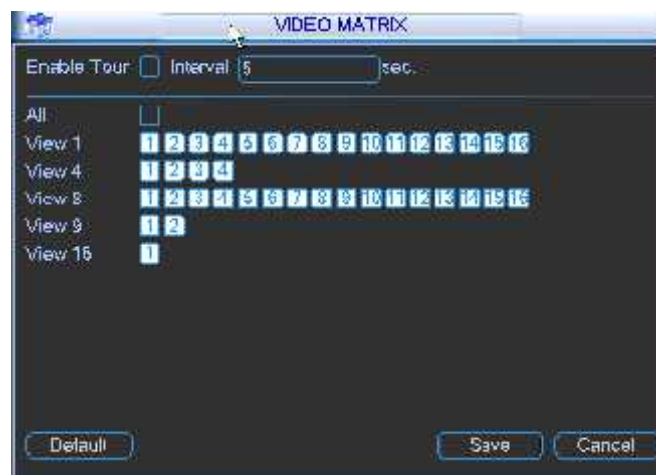 VIDEO MATRIX
Enable Tour Interval 5 sec.
All
View 1 1 2 3 4 5 6 7 8 9 10 11 12 13 14 15 16
View 4 1 2 3 4
View 8 1 2 3 4 5 6 7 8 9 10 11 12 13 14 15 16
View 9 1 2
View 16 1
Default Save Cancel